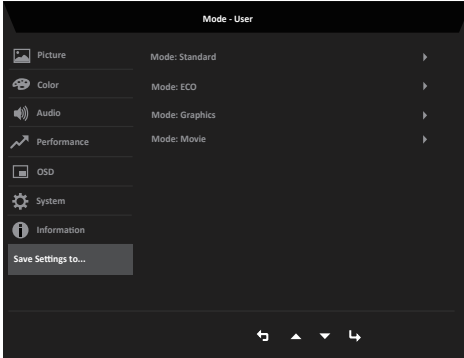 Mode - User
Picture
Color
Audio
Performance
OSD
System
Information
Save Settings to...
Mode: Standard
Mode: ECO
Mode: Graphics
Mode: Movie